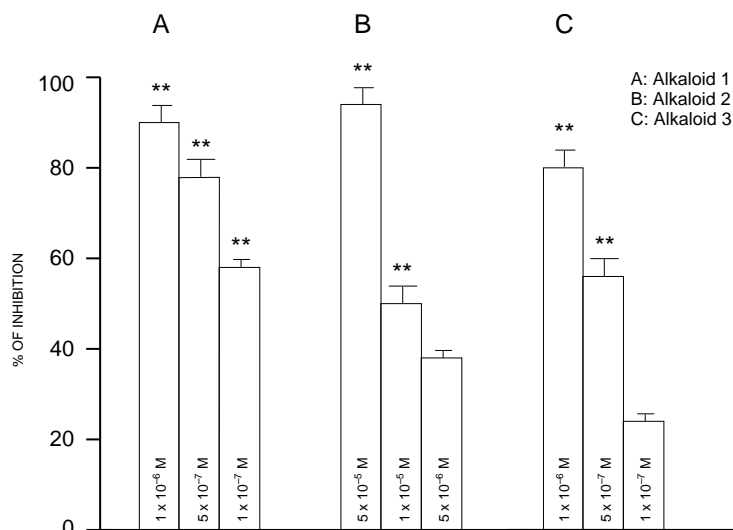 A B C
A: Alkaloid 1
B: Alkaloid 2
C: Alkaloid 3
100
80
60
40
20
0
% OF INHIBITION
** ** **
** **
** **
1 x 10⁻⁶ M
5 x 10⁻⁷ M
1 x 10⁻⁷ M
5 x 10⁻⁵ M
1 x 10⁻⁵ M
5 x 10⁻⁶ M
1 x 10⁻⁶ M
5 x 10⁻⁷ M
1 x 10⁻⁷ M